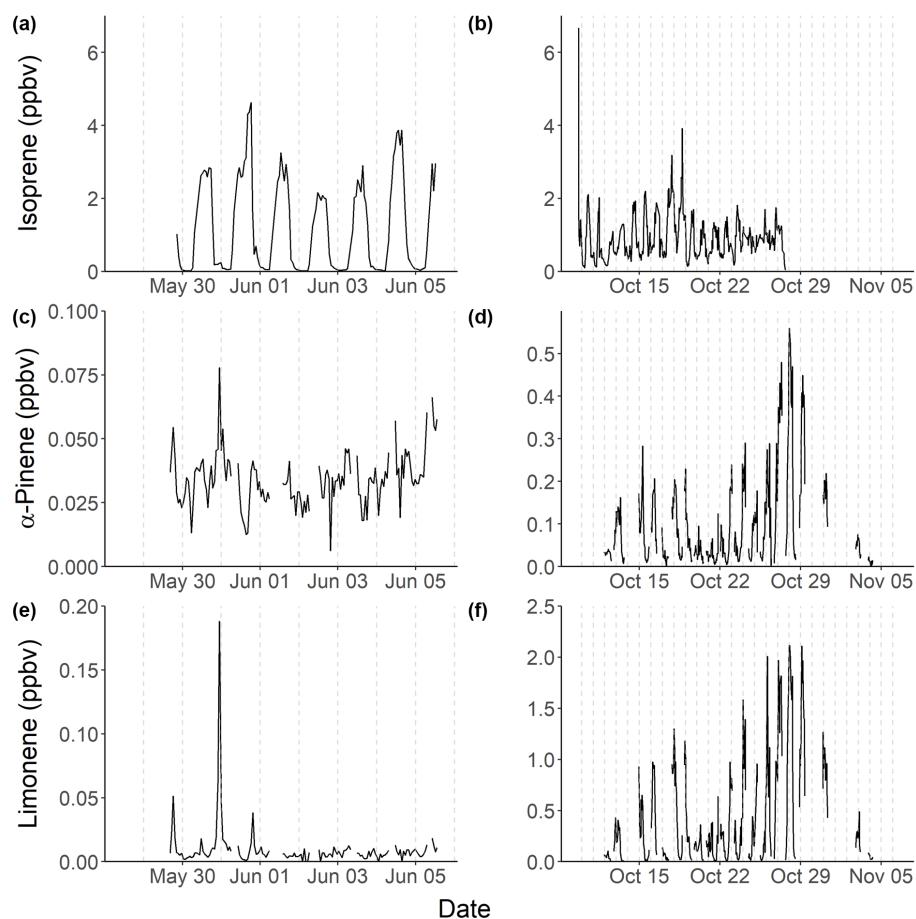 (a)
Isoprene (ppbv)
6
4
2
0
May 30 Jun 01 Jun 03 Jun 05
(b)
6
4
2
0
Oct 15 Oct 22 Oct 29 Nov 05
(c)
α-Pinene (ppbv)
0.100
0.075
0.050
0.025
0.000
May 30 Jun 01 Jun 03 Jun 05
(d)
0.5
0.4
0.3
0.2
0.1
0.0
Oct 15 Oct 22 Oct 29 Nov 05
(e)
Limonene (ppbv)
0.20
0.15
0.10
0.05
0.00
May 30 Jun 01 Jun 03 Jun 05
(f)
2.5
2.0
1.5
1.0
0.5
0.0
Oct 15 Oct 22 Oct 29 Nov 05
Date